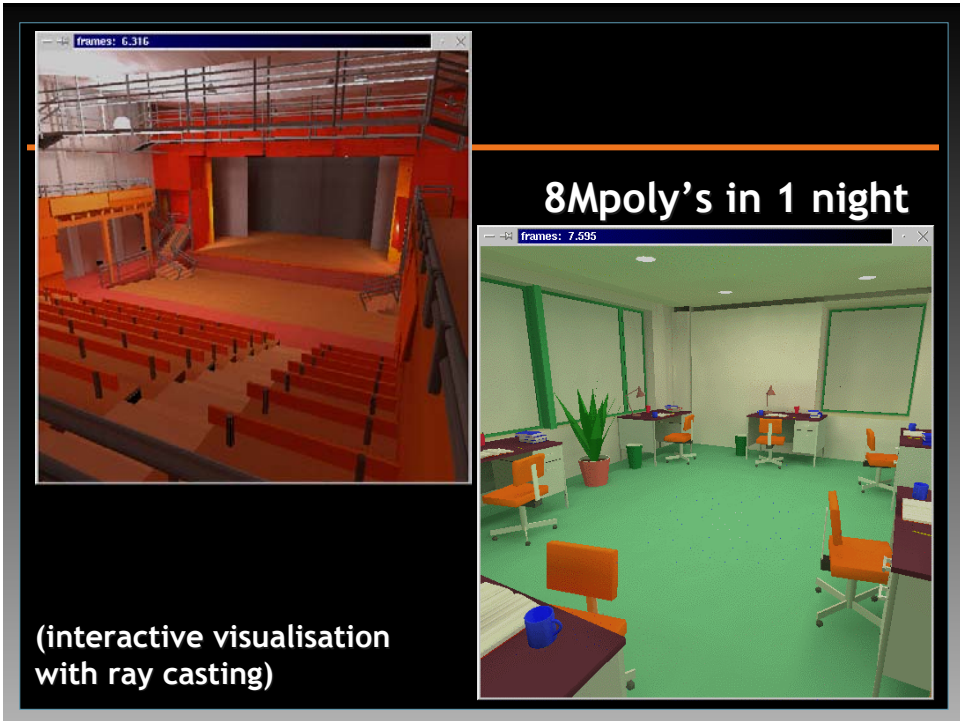 frames: 6.316
8Mpoly's in 1 night
frames: 7.595
(interactive visualisation
with ray casting)